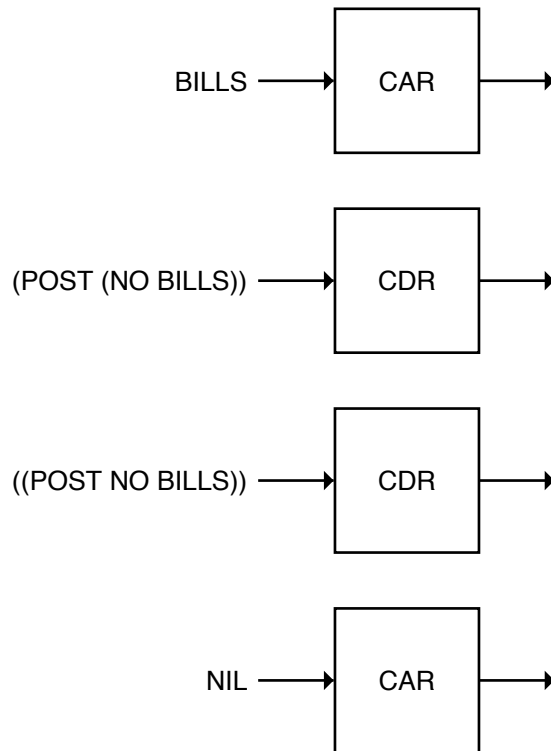 BILLS CAR
(POST (NO BILLS)) CDR
((POST NO BILLS)) CDR
NIL CAR